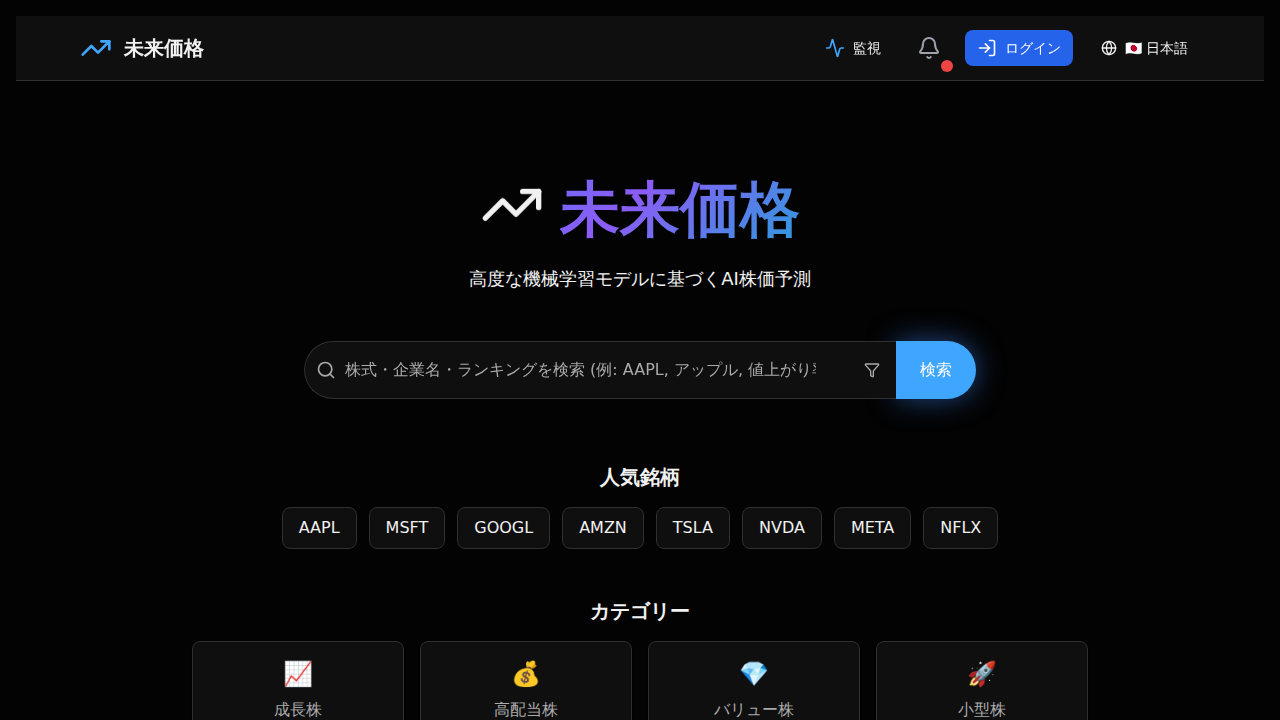 未来価格
監視
ログイン
日本語
未来価格
高度な機械学習モデルに基づくAI株価予測
株式・企業名・ランキングを検索 (例: AAPL, アップル, 値上がり
検索
人気銘柄
AAPL
MSFT
GOOGL
AMZN
TSLA
NVDA
META
NFLX
カテゴリー
成長株
高配当株
バリュー株
小型株